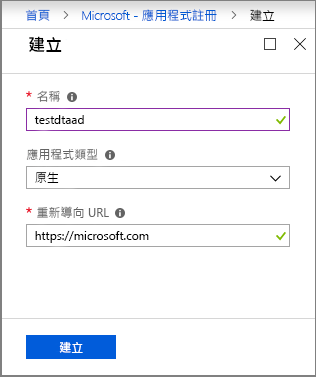 首頁 > Microsoft - 應用程式註冊 > 建立
建立
* 名稱
testdtaad
應用程式類型
原生
* 重新導向 URL
https://microsoft.com
建立